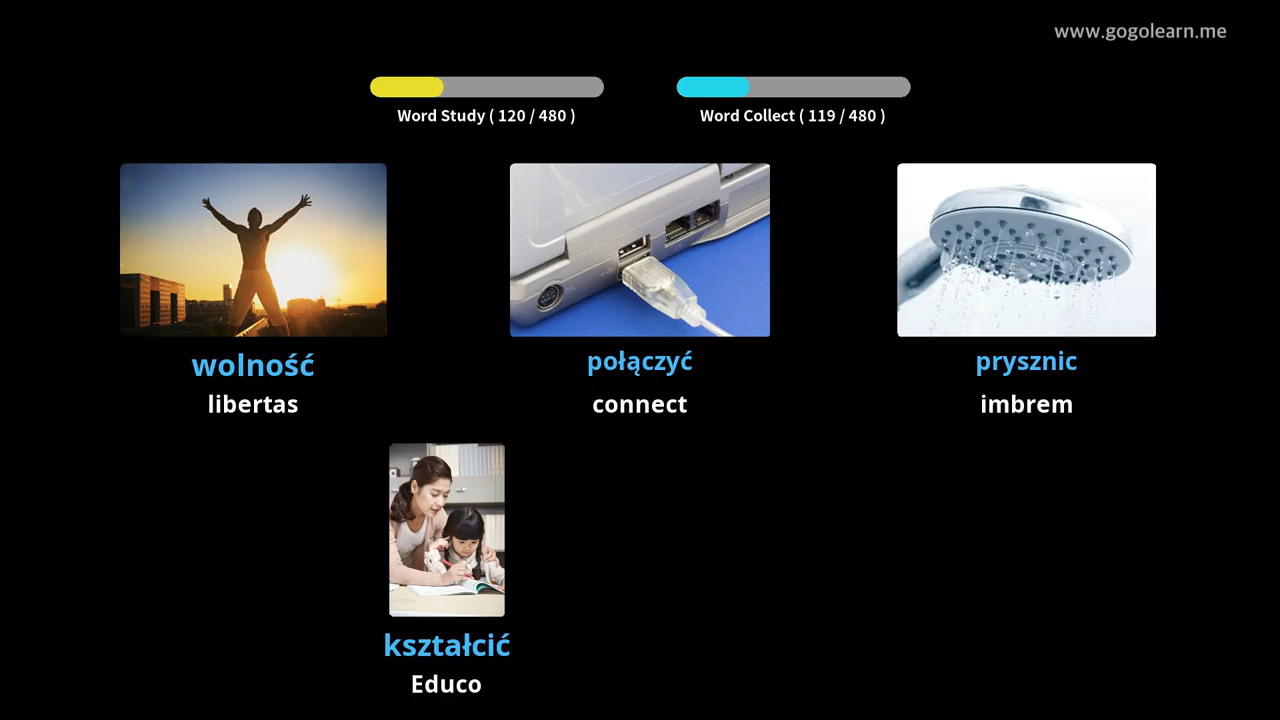 www.gogolearn.me
Word Study ( 120 / 480 )
Word Collect ( 119 / 480 )
wolność
libertas
połączyć
connect
prysznic
imbrem
kształcić
Educo